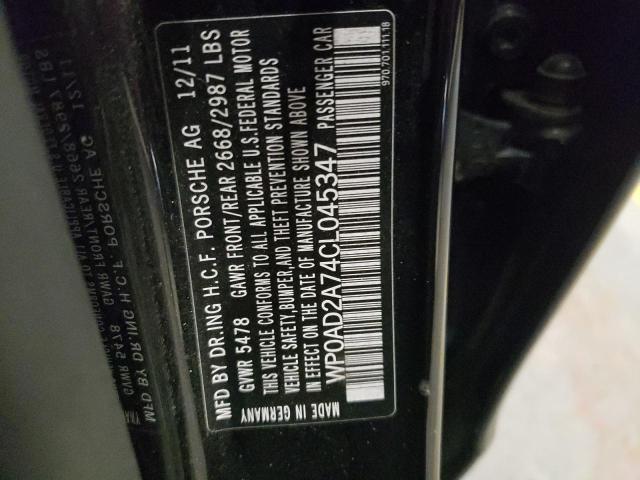 MFD BY DR.ING H.C.F. PORSCHE AG 12/11
GVWR 5478 GAWR FRONT/REAR 2668/2987 LBS
THIS VEHICLE CONFORMS TO ALL APPLICABLE U.S.FEDERAL MOTOR
VEHICLE SAFETY,BUMPER,AND THEFT PREVENTION STANDARDS
IN EFFECT ON THE DATE OF MANUFACTURE SHOWN ABOVE
WP0AD2A74CL045347 PASSENGER CAR
MADE IN GERMANY
970.701.111.18